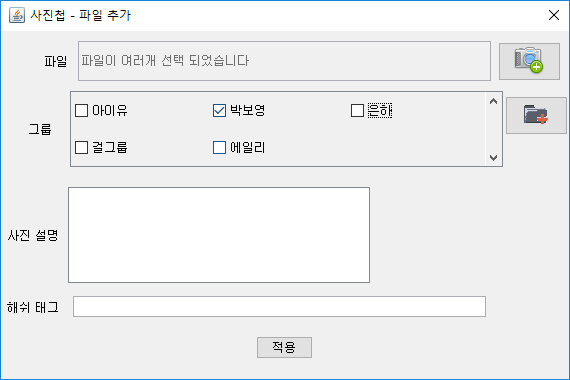 사진첩 - 파일 추가
파일
파일이 여러개 선택 되었습니다
그룹
아이유 박보영 은하
걸그룹 에일리
사진 설명
해쉬 태그
적용